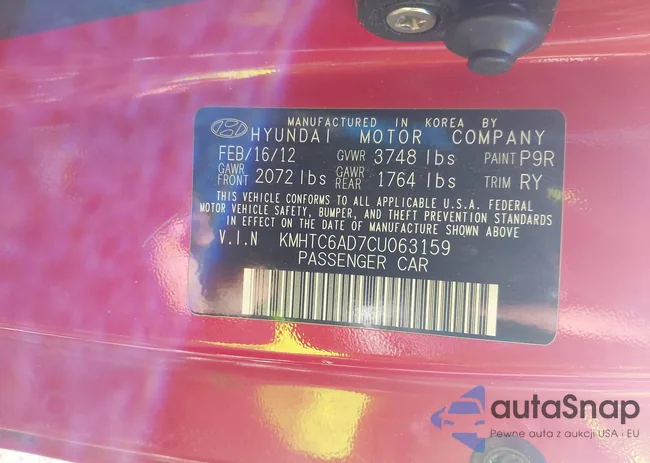 MANUFACTURED IN KOREA BY
HYUNDAI MOTOR COMPANY
FEB/16/12 GVWR 3748 lbs PAINT P9R
GAWR FRONT 2072 lbs GAWR REAR 1764 lbs TRIM RY
THIS VEHICLE CONFORMS TO ALL APPLICABLE U.S.A. FEDERAL
MOTOR VEHICLE SAFETY, BUMPER, AND THEFT PREVENTION STANDARDS
IN EFFECT ON THE DATE OF MANUFACTURE SHOWN ABOVE
V.I.N KMHTC6AD7CU063159
PASSENGER CAR
autaSnap
Pewne auta z aukcji USA i EU